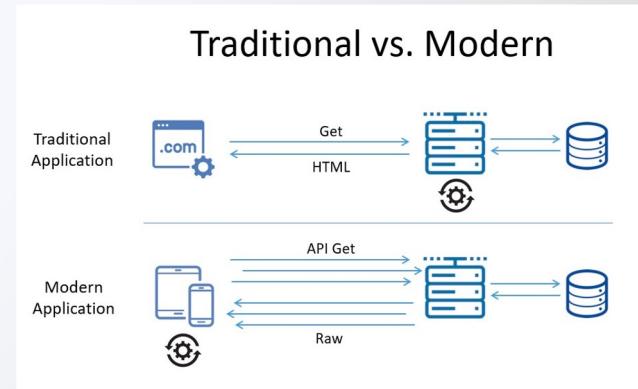 Traditional vs. Modern
Traditional
Application
.com
Get
HTML
Modern
Application
API Get
Raw